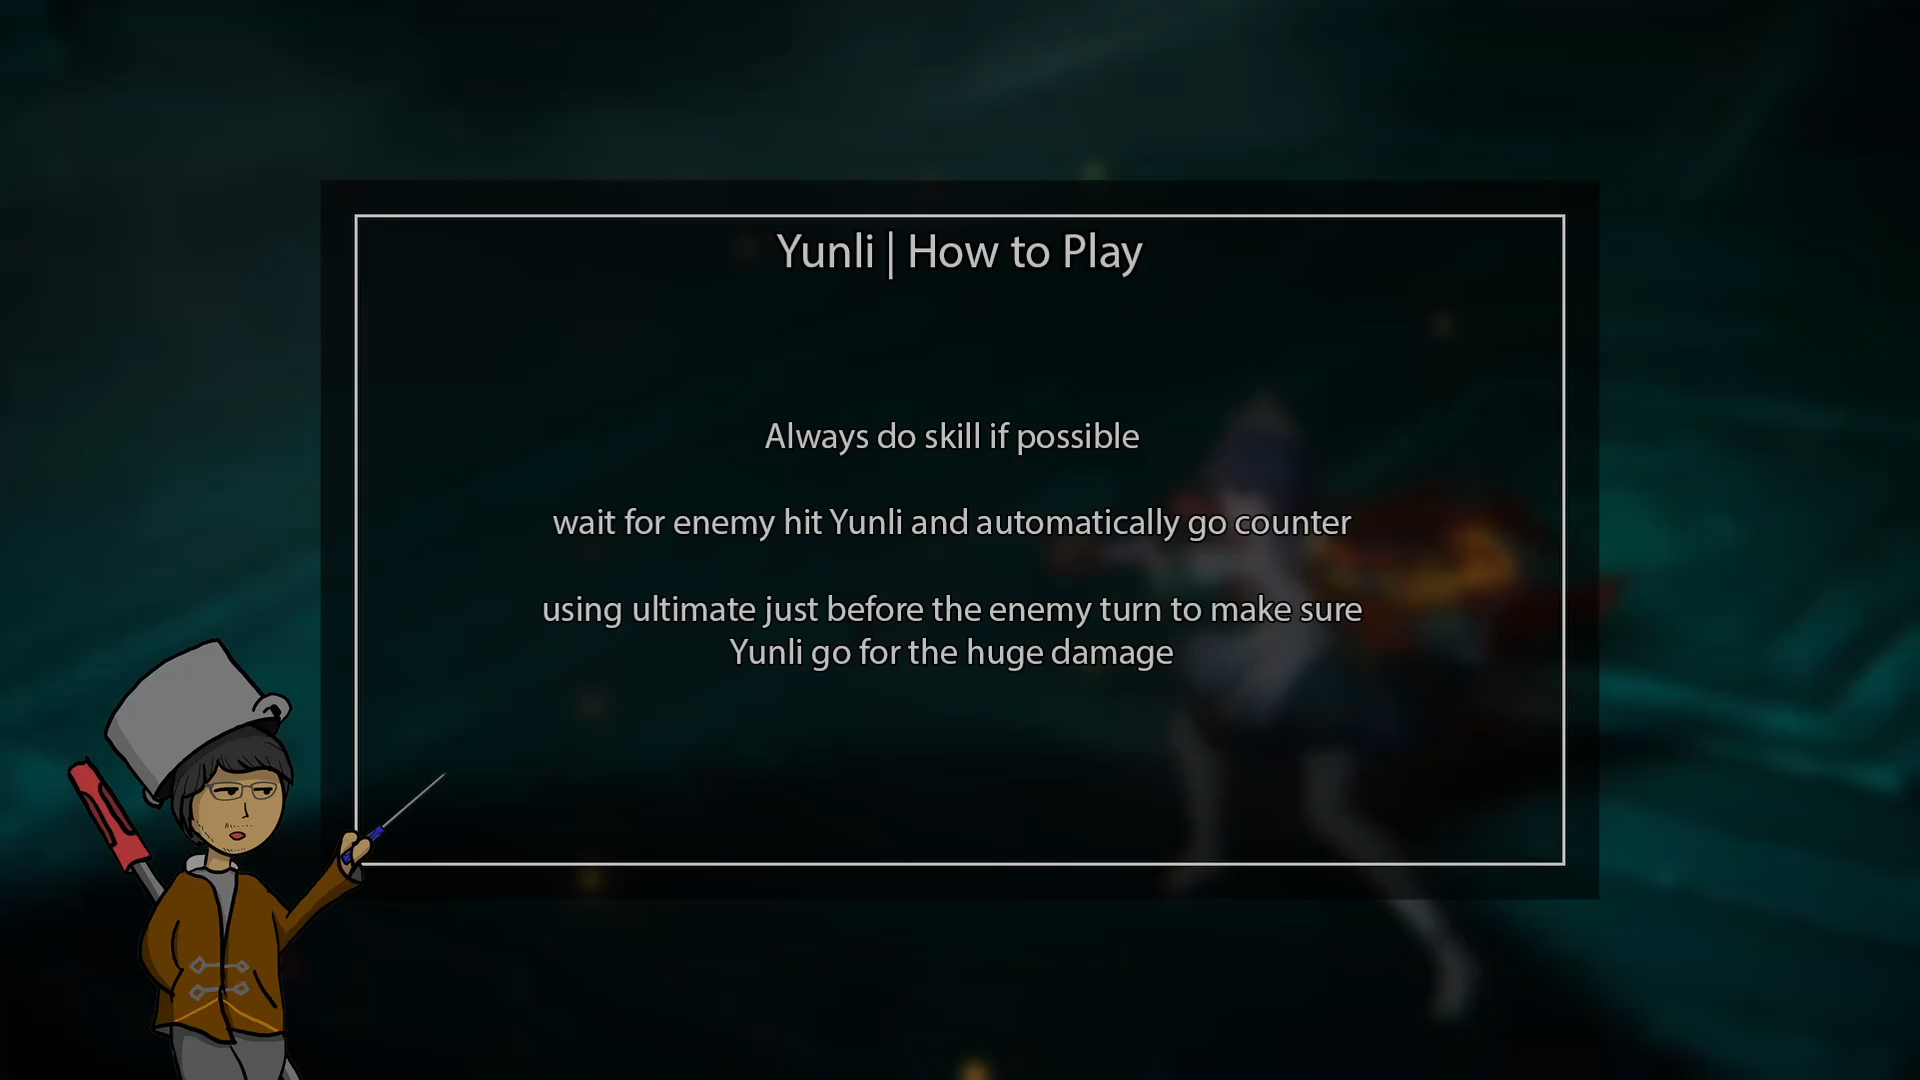 Yunli | How to Play
Always do skill if possible
wait for enemy hit Yunli and automatically go counter
using ultimate just before the enemy turn to make sure
Yunli go for the huge damage